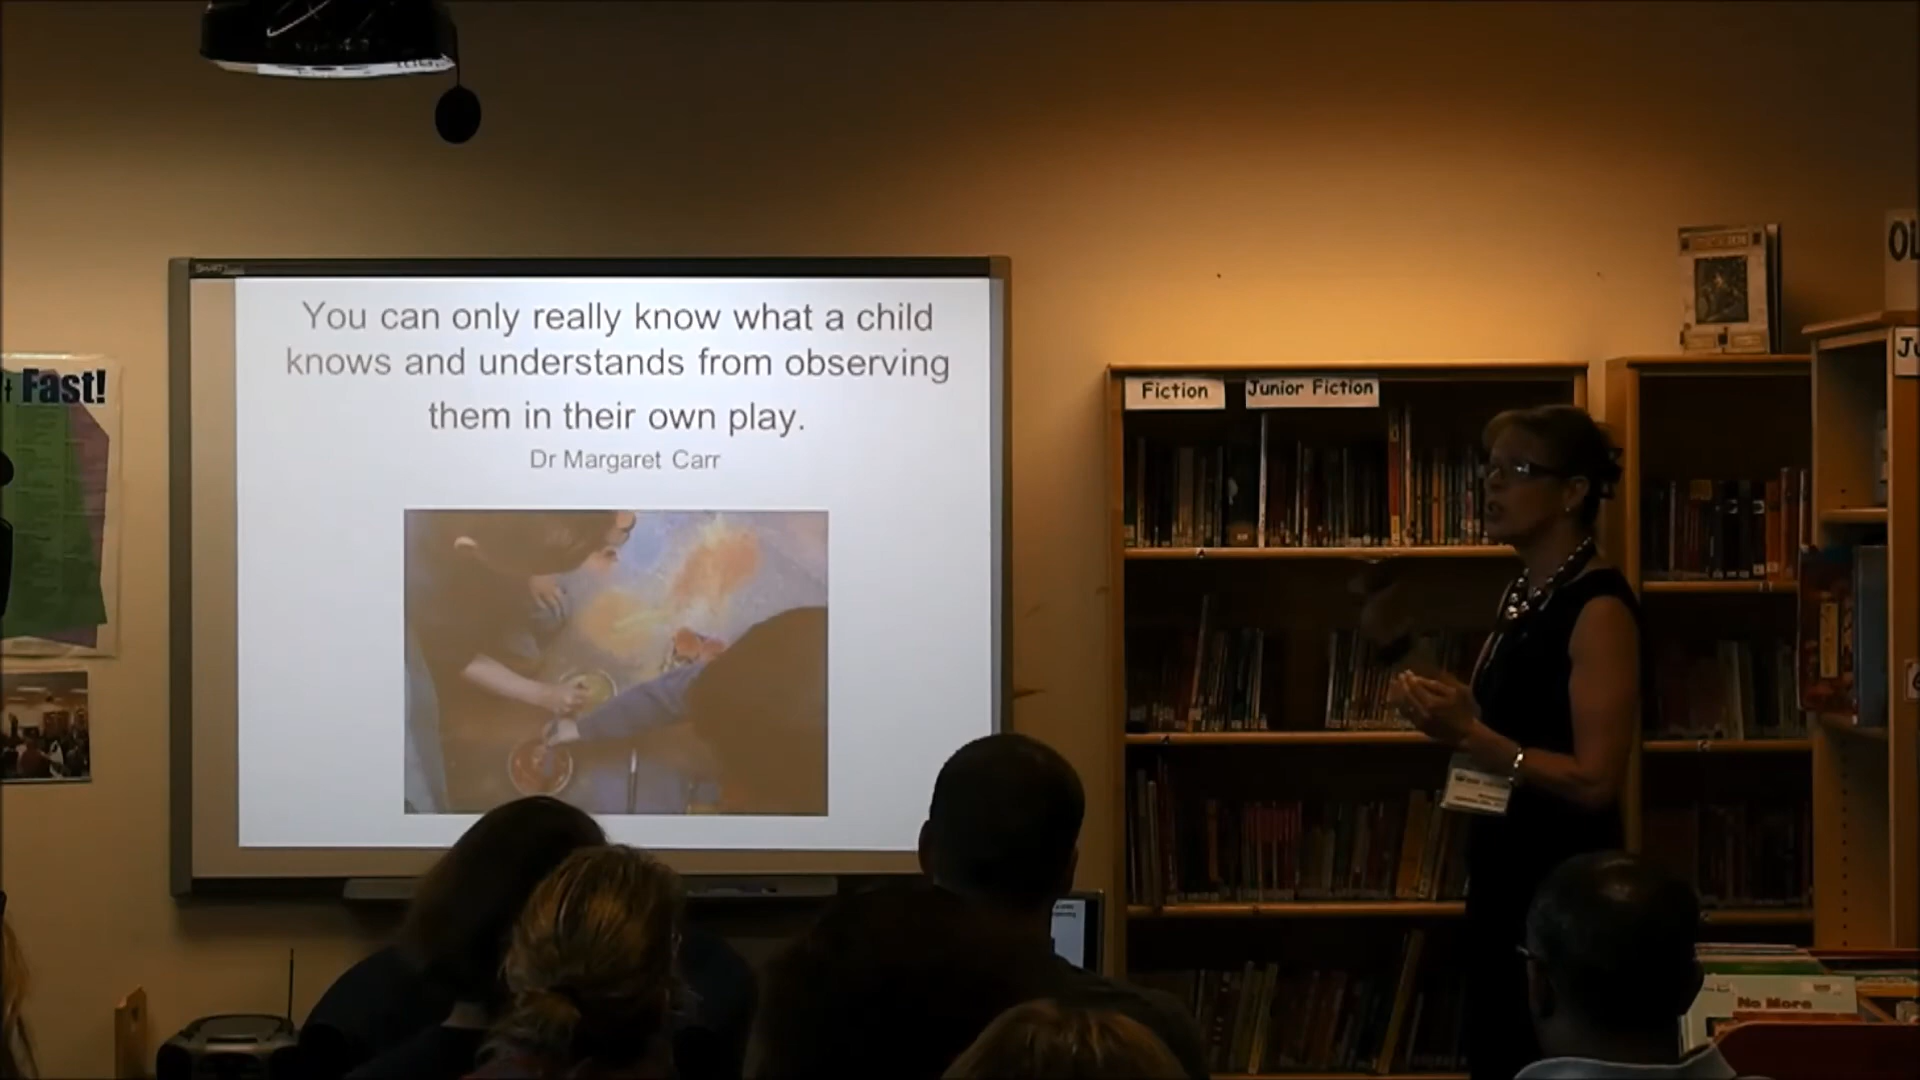 You can only really know what a child
knows and understands from observing
them in their own play.
Dr Margaret Carr
Fast!
Fiction
Junior Fiction
No More